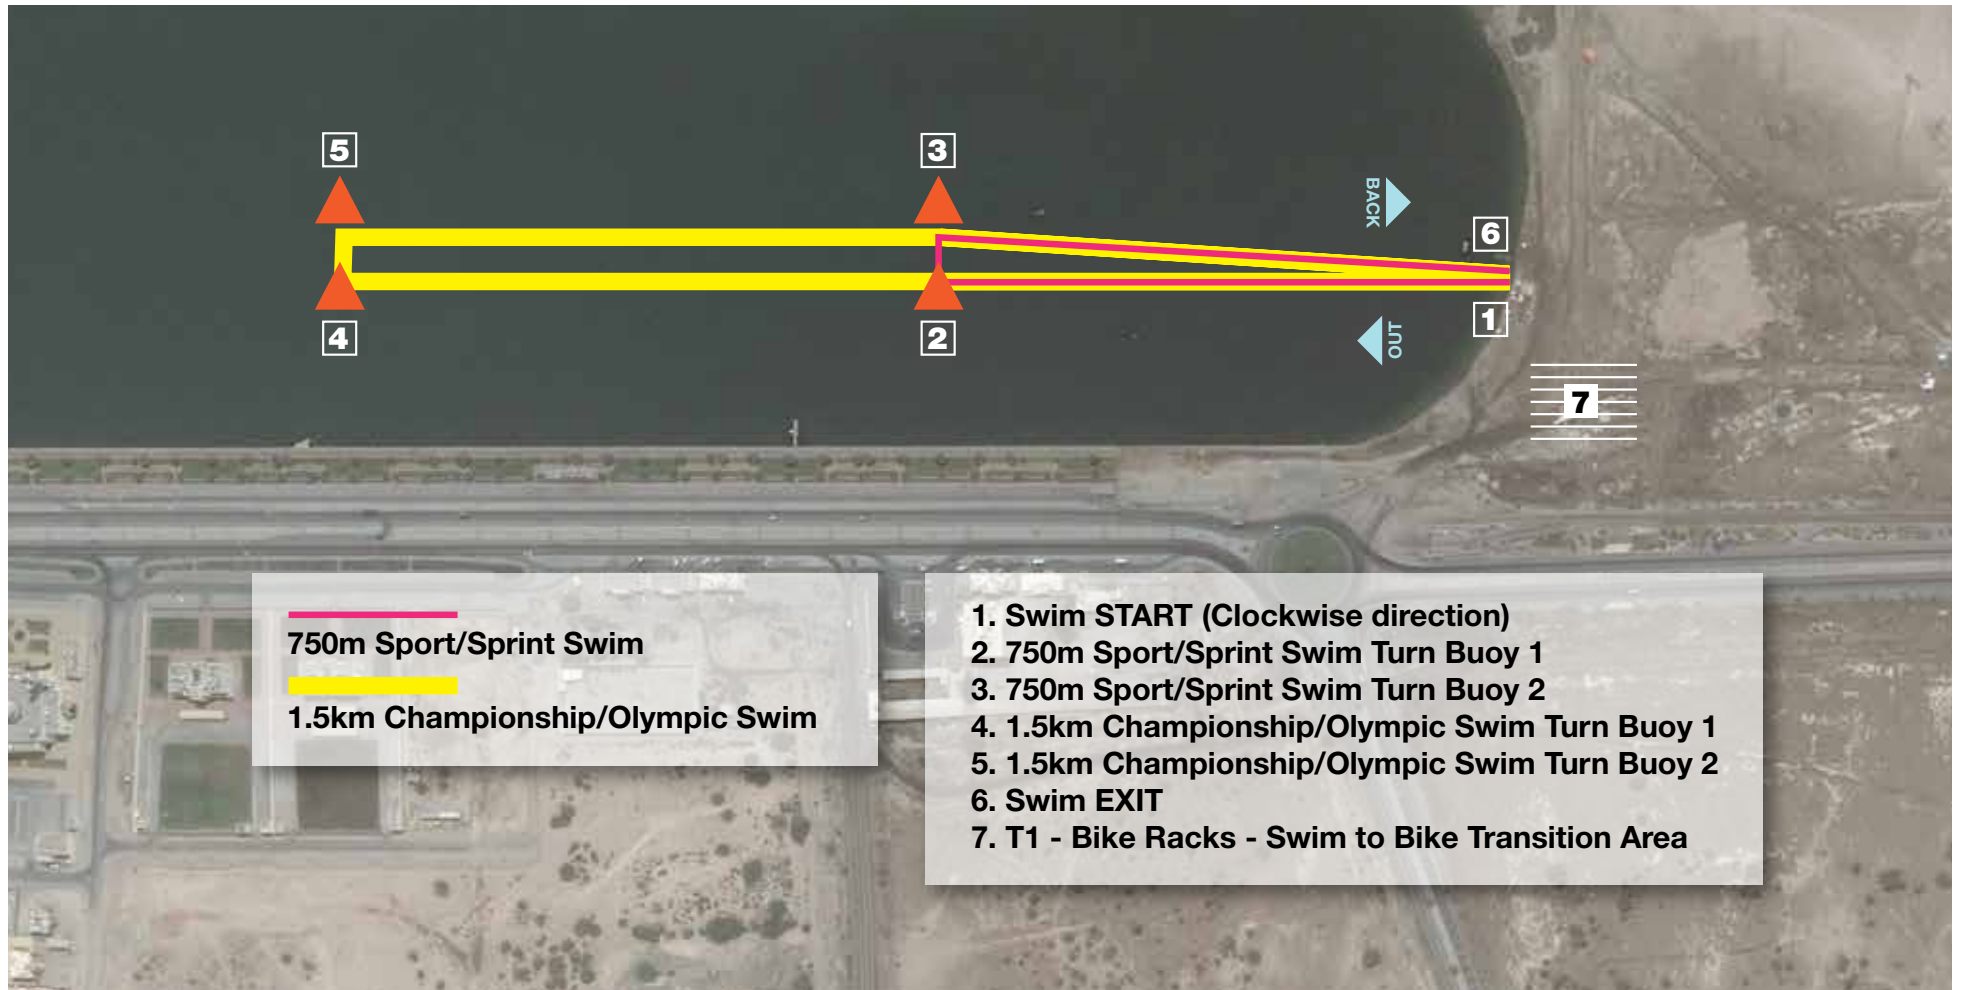 5
3
BACK
6
4
2
OUT
1
7
750m Sport/Sprint Swim
1.5km Championship/Olympic Swim
1. Swim START (Clockwise direction)
2. 750m Sport/Sprint Swim Turn Buoy 1
3. 750m Sport/Sprint Swim Turn Buoy 2
4. 1.5km Championship/Olympic Swim Turn Buoy 1
5. 1.5km Championship/Olympic Swim Turn Buoy 2
6. Swim EXIT
7. T1 - Bike Racks - Swim to Bike Transition Area